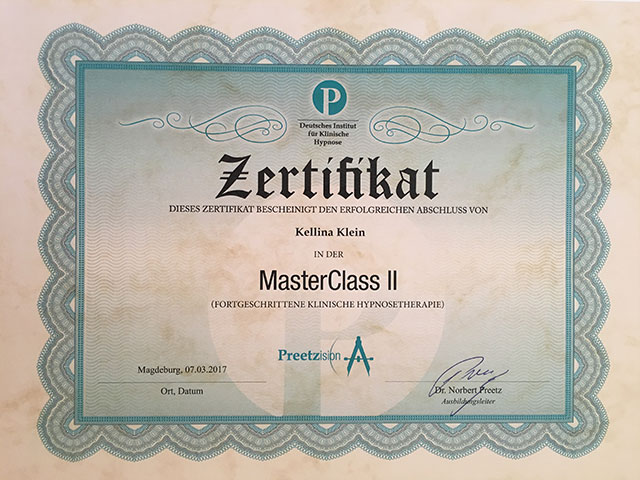 P
Deutsches Institut
für Klinische
Hypnose
Zertifikat
DIESES ZERTIFIKAT BESCHEINIGT DEN ERFOLGREICHEN ABSCHLUSS VON
Kellina Klein
IN DER
MasterClass II
(FORTGESCHRITTENE KLINISCHE HYPNOSETHERAPIE)
Preetzision
Magdeburg, 07.03.2017
Ort, Datum
Dr. Norbert Preetz
Ausbildungsleiter